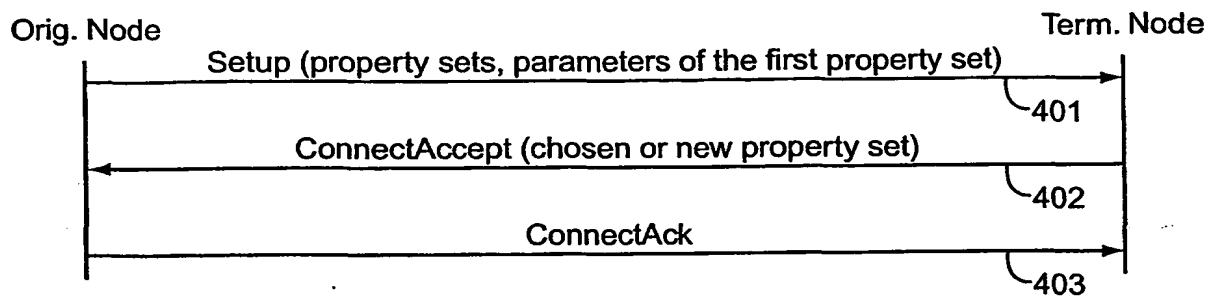 Orig. Node
Term. Node
Setup (property sets, parameters of the first property set)
401
ConnectAccept (chosen or new property set)
402
ConnectAck
403